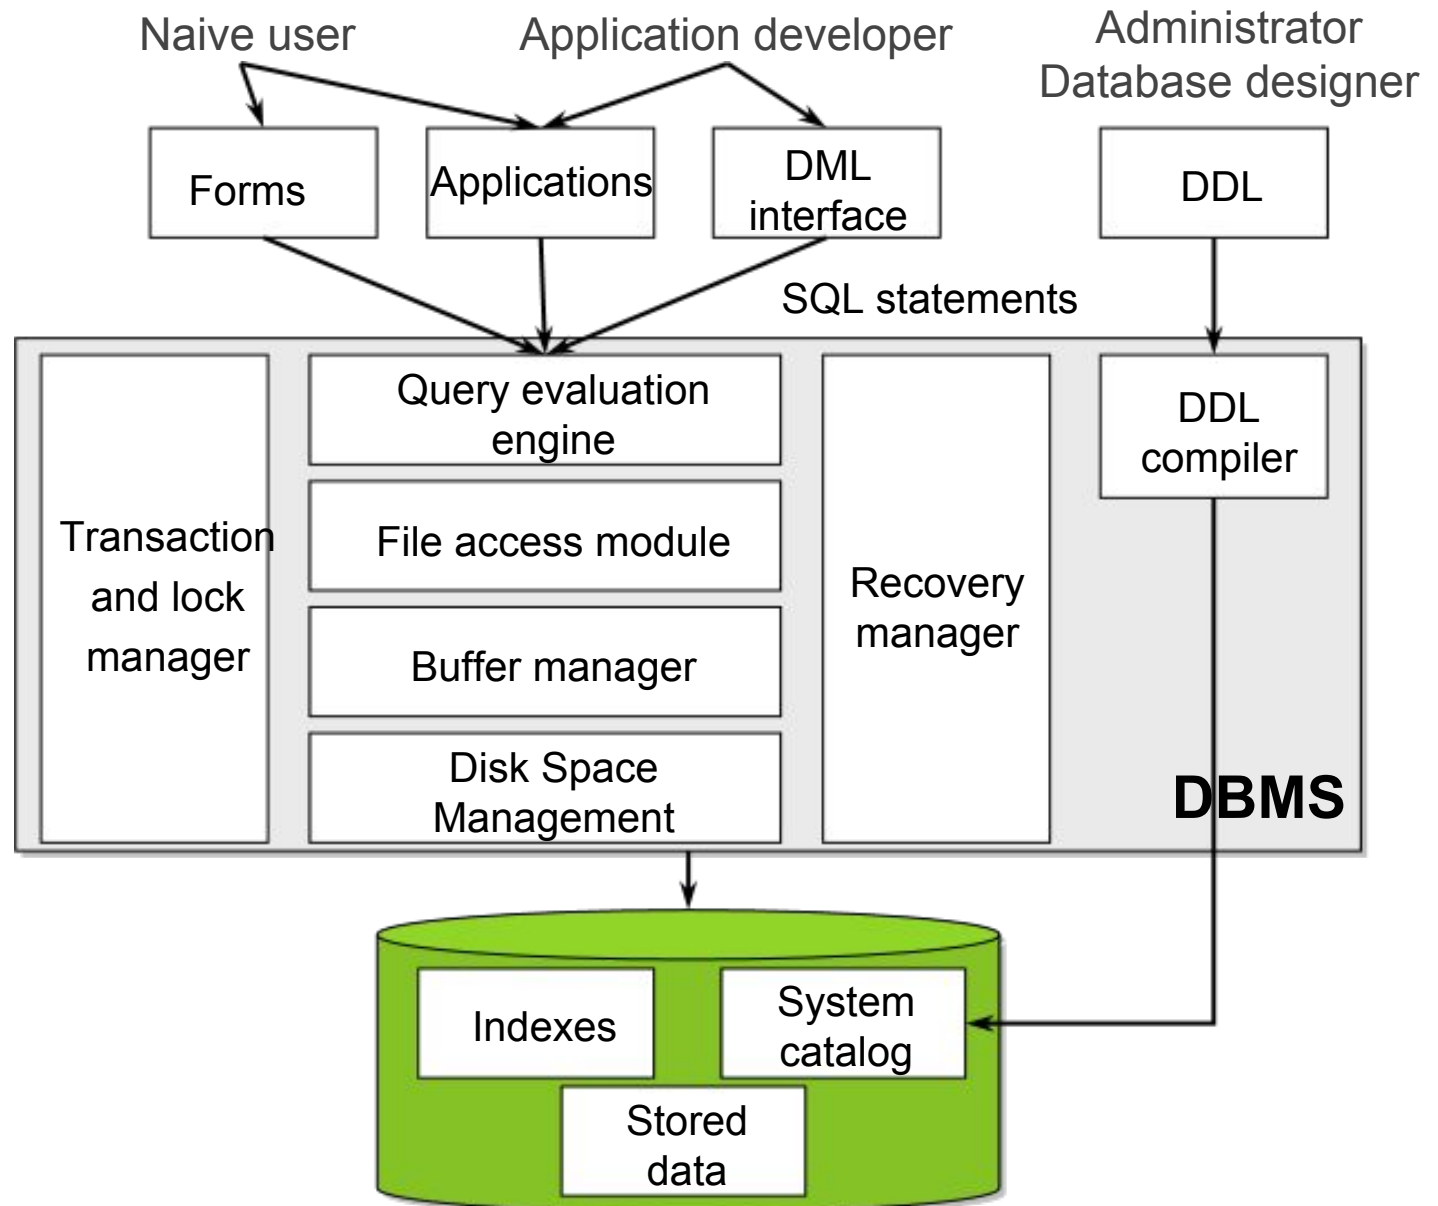 Naive user
Application developer
Administrator
Database designer
Forms
Applications
DML
interface
DDL
SQL statements
Query evaluation
engine
DDL
compiler
Transaction
and lock
manager
File access module
Recovery
manager
Buffer manager
Disk Space
Management
DBMS
Indexes
System
catalog
Stored
data